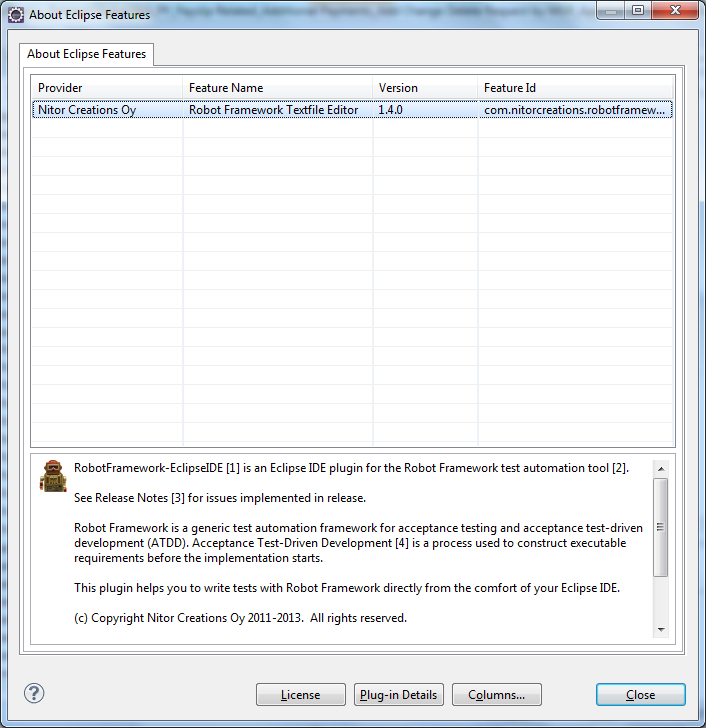 About Eclipse Features
About Eclipse Features
Provider Feature Name Version Feature Id
Nitor Creations Oy Robot Framework Textfile Editor 1.4.0 com.nitorcreations.robotframew...
RobotFramework-EclipseIDE [1] is an Eclipse IDE plugin for the Robot Framework test automation tool [2].
See Release Notes [3] for issues implemented in release.
Robot Framework is a generic test automation framework for acceptance testing and acceptance test-driven
development (ATDD). Acceptance Test-Driven Development [4] is a process used to construct executable
requirements before the implementation starts.
This plugin helps you to write tests with Robot Framework directly from the comfort of your Eclipse IDE.
(c) Copyright Nitor Creations Oy 2011-2013.  All rights reserved.
? License Plug-in Details Columns... Close